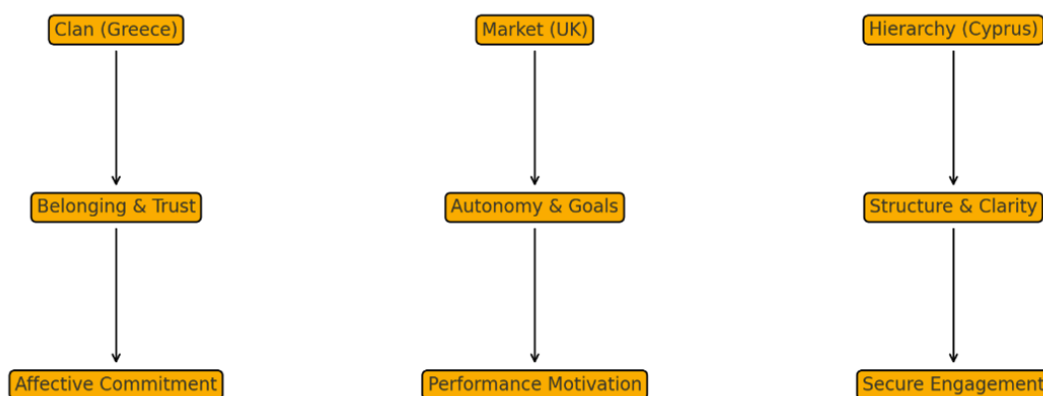 Clan (Greece)
Market (UK)
Hierarchy (Cyprus)
Belonging & Trust
Autonomy & Goals
Structure & Clarity
Affective Commitment
Performance Motivation
Secure Engagement